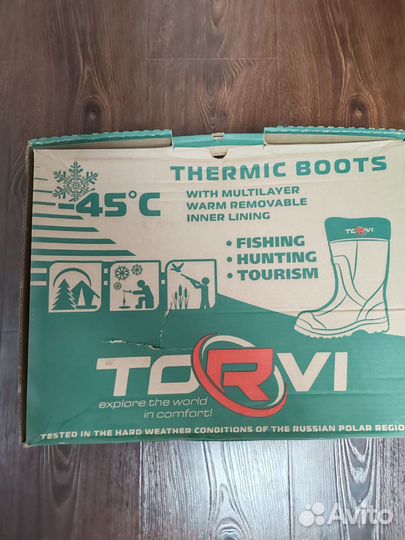 THERMIC BOOTS
-45°C
WITH MULTILAYER
WARM REMOVABLE
INNER LINING
• FISHING
• HUNTING
• TOURISM
TORVI
TORVI
explore the world
in comfort!
TESTED IN THE HARD WEATHER CONDITIONS OF THE RUSSIAN POLAR REGIO
Avito